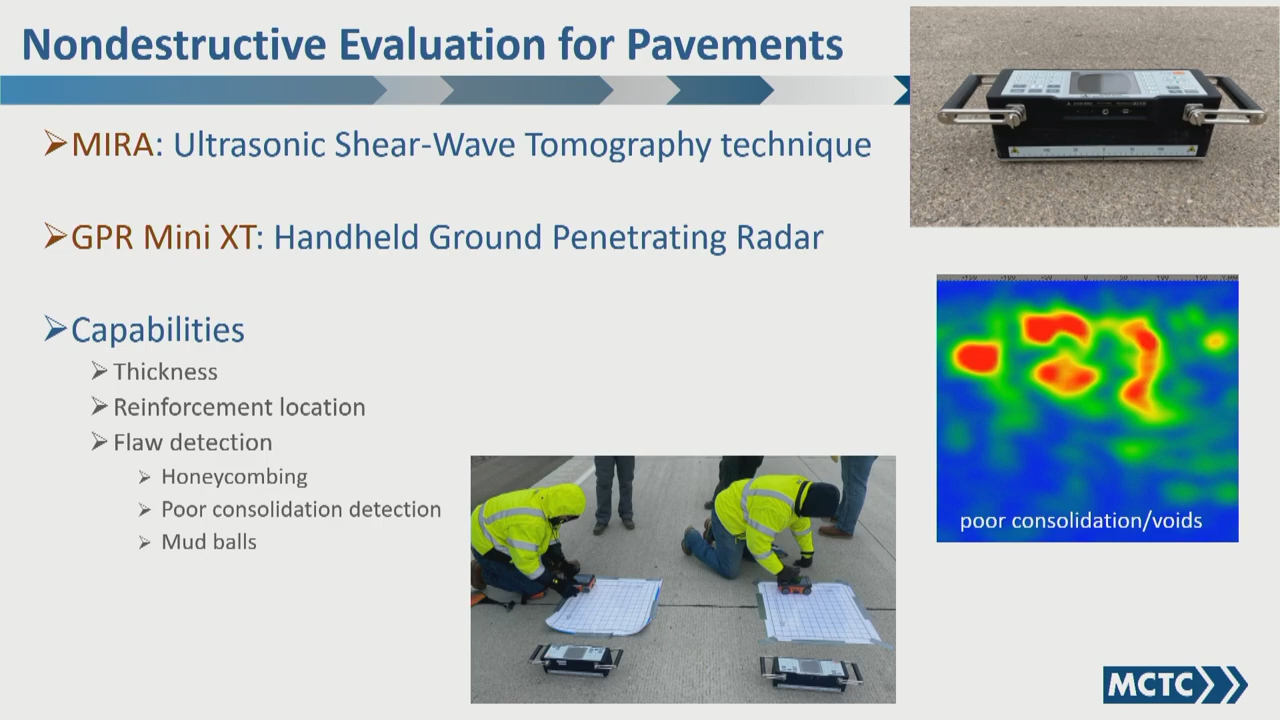 Nondestructive Evaluation for Pavements
➢MIRA: Ultrasonic Shear-Wave Tomography technique
➢GPR Mini XT: Handheld Ground Penetrating Radar
➢Capabilities
➢Thickness
➢Reinforcement location
➢Flaw detection
➢Honeycombing
➢Poor consolidation detection
➢Mud balls
poor consolidation/voids
MCTC